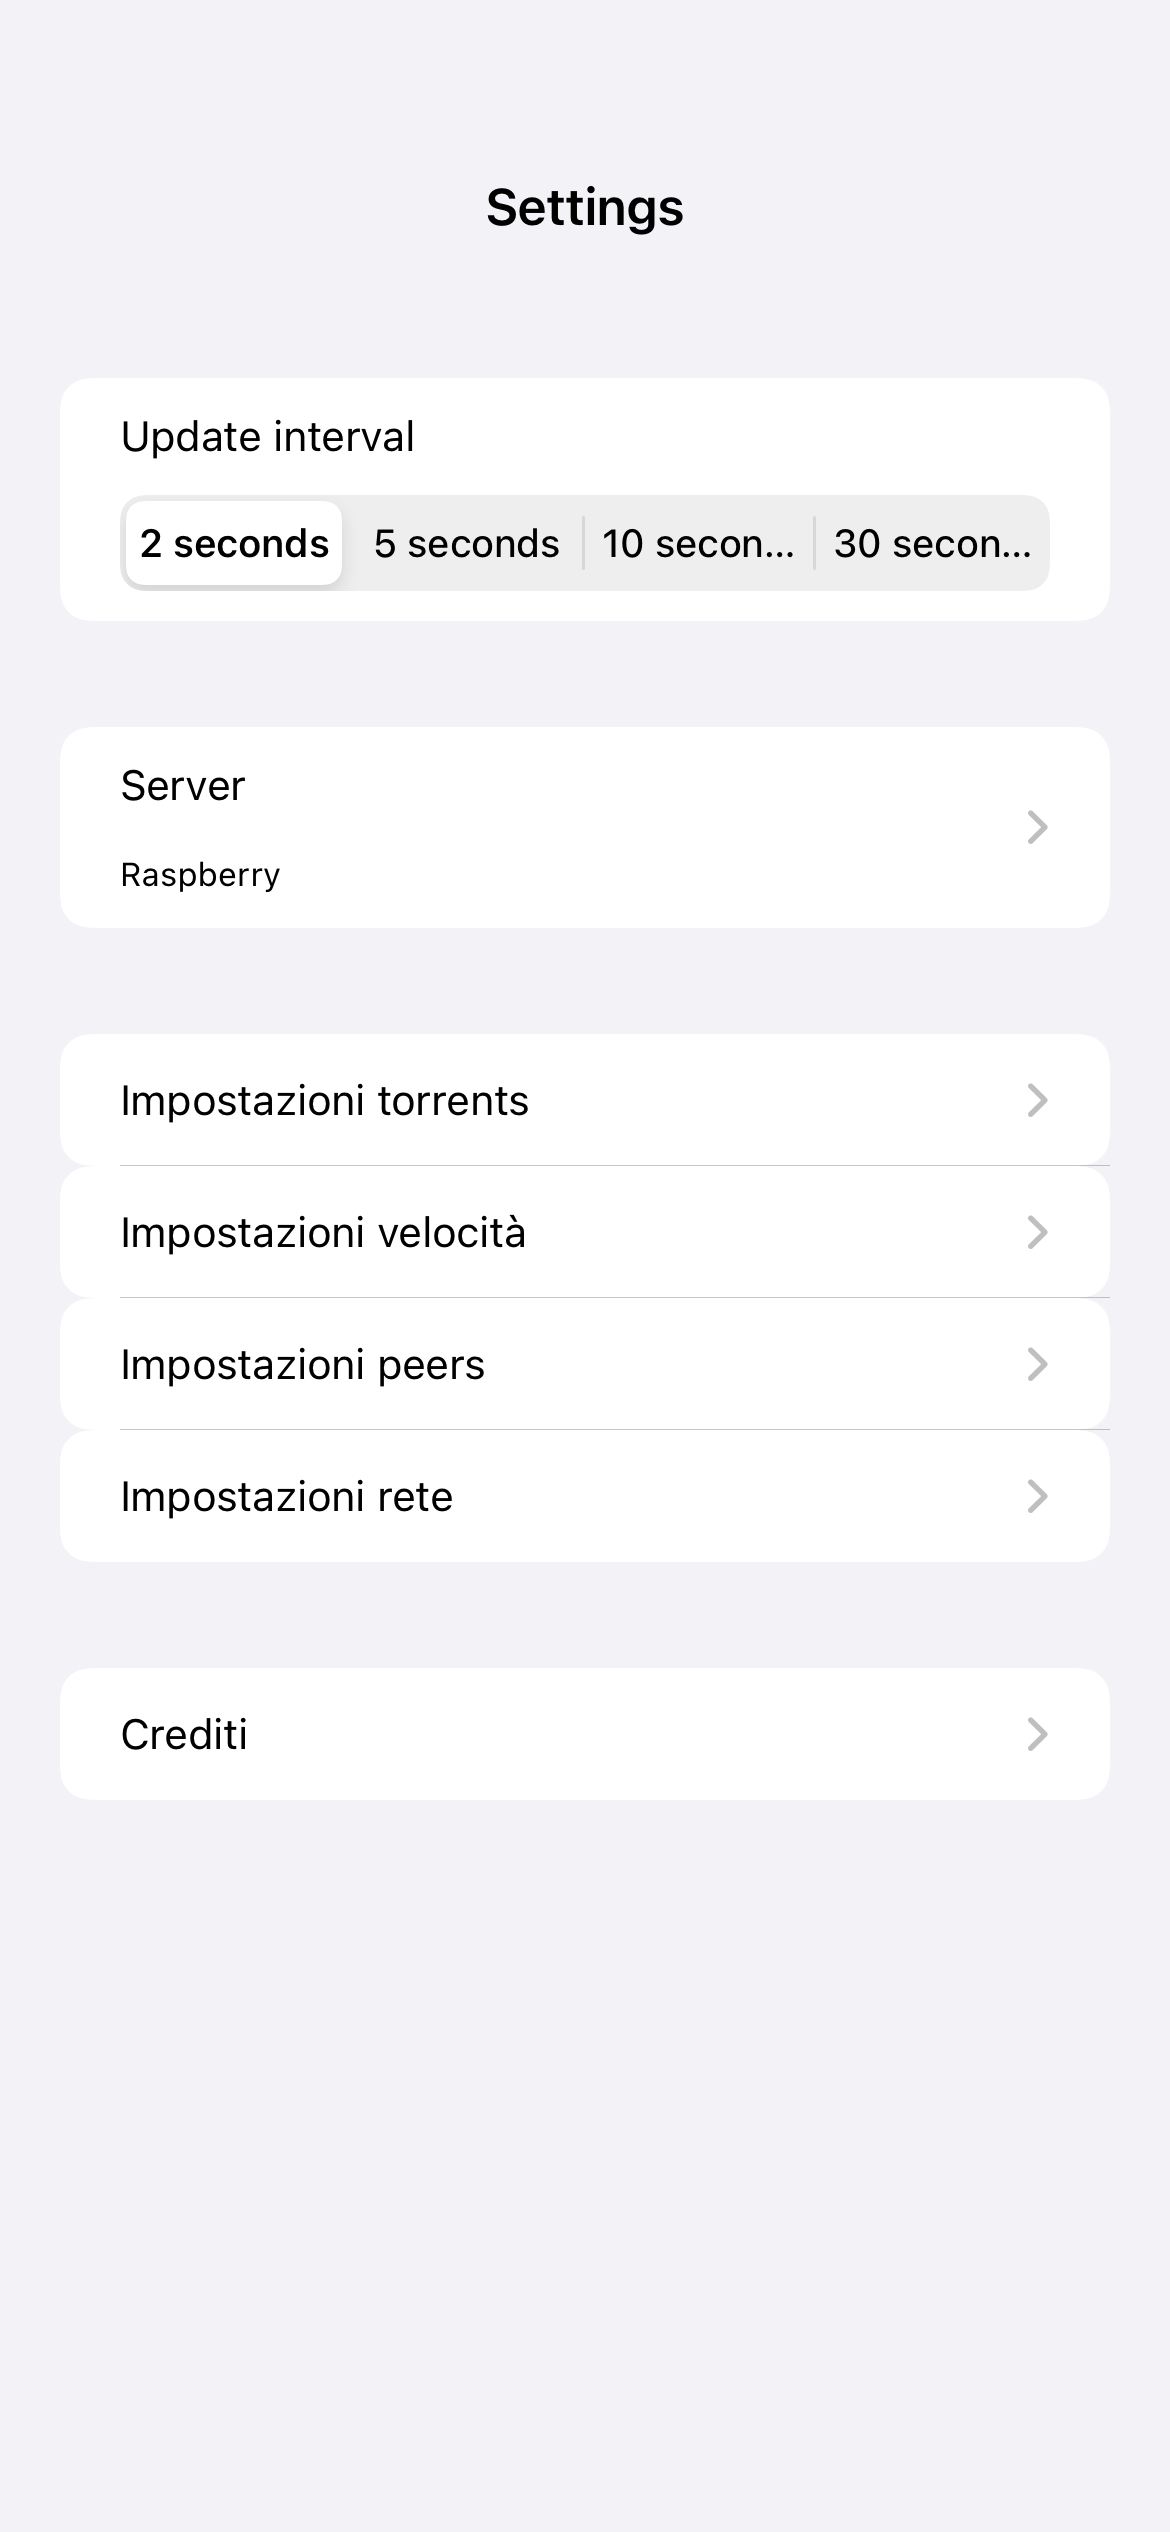 Settings
Update interval
2 seconds 5 seconds 10 secon... 30 secon...
Server
Raspberry
Impostazioni torrents
Impostazioni velocità
Impostazioni peers
Impostazioni rete
Crediti